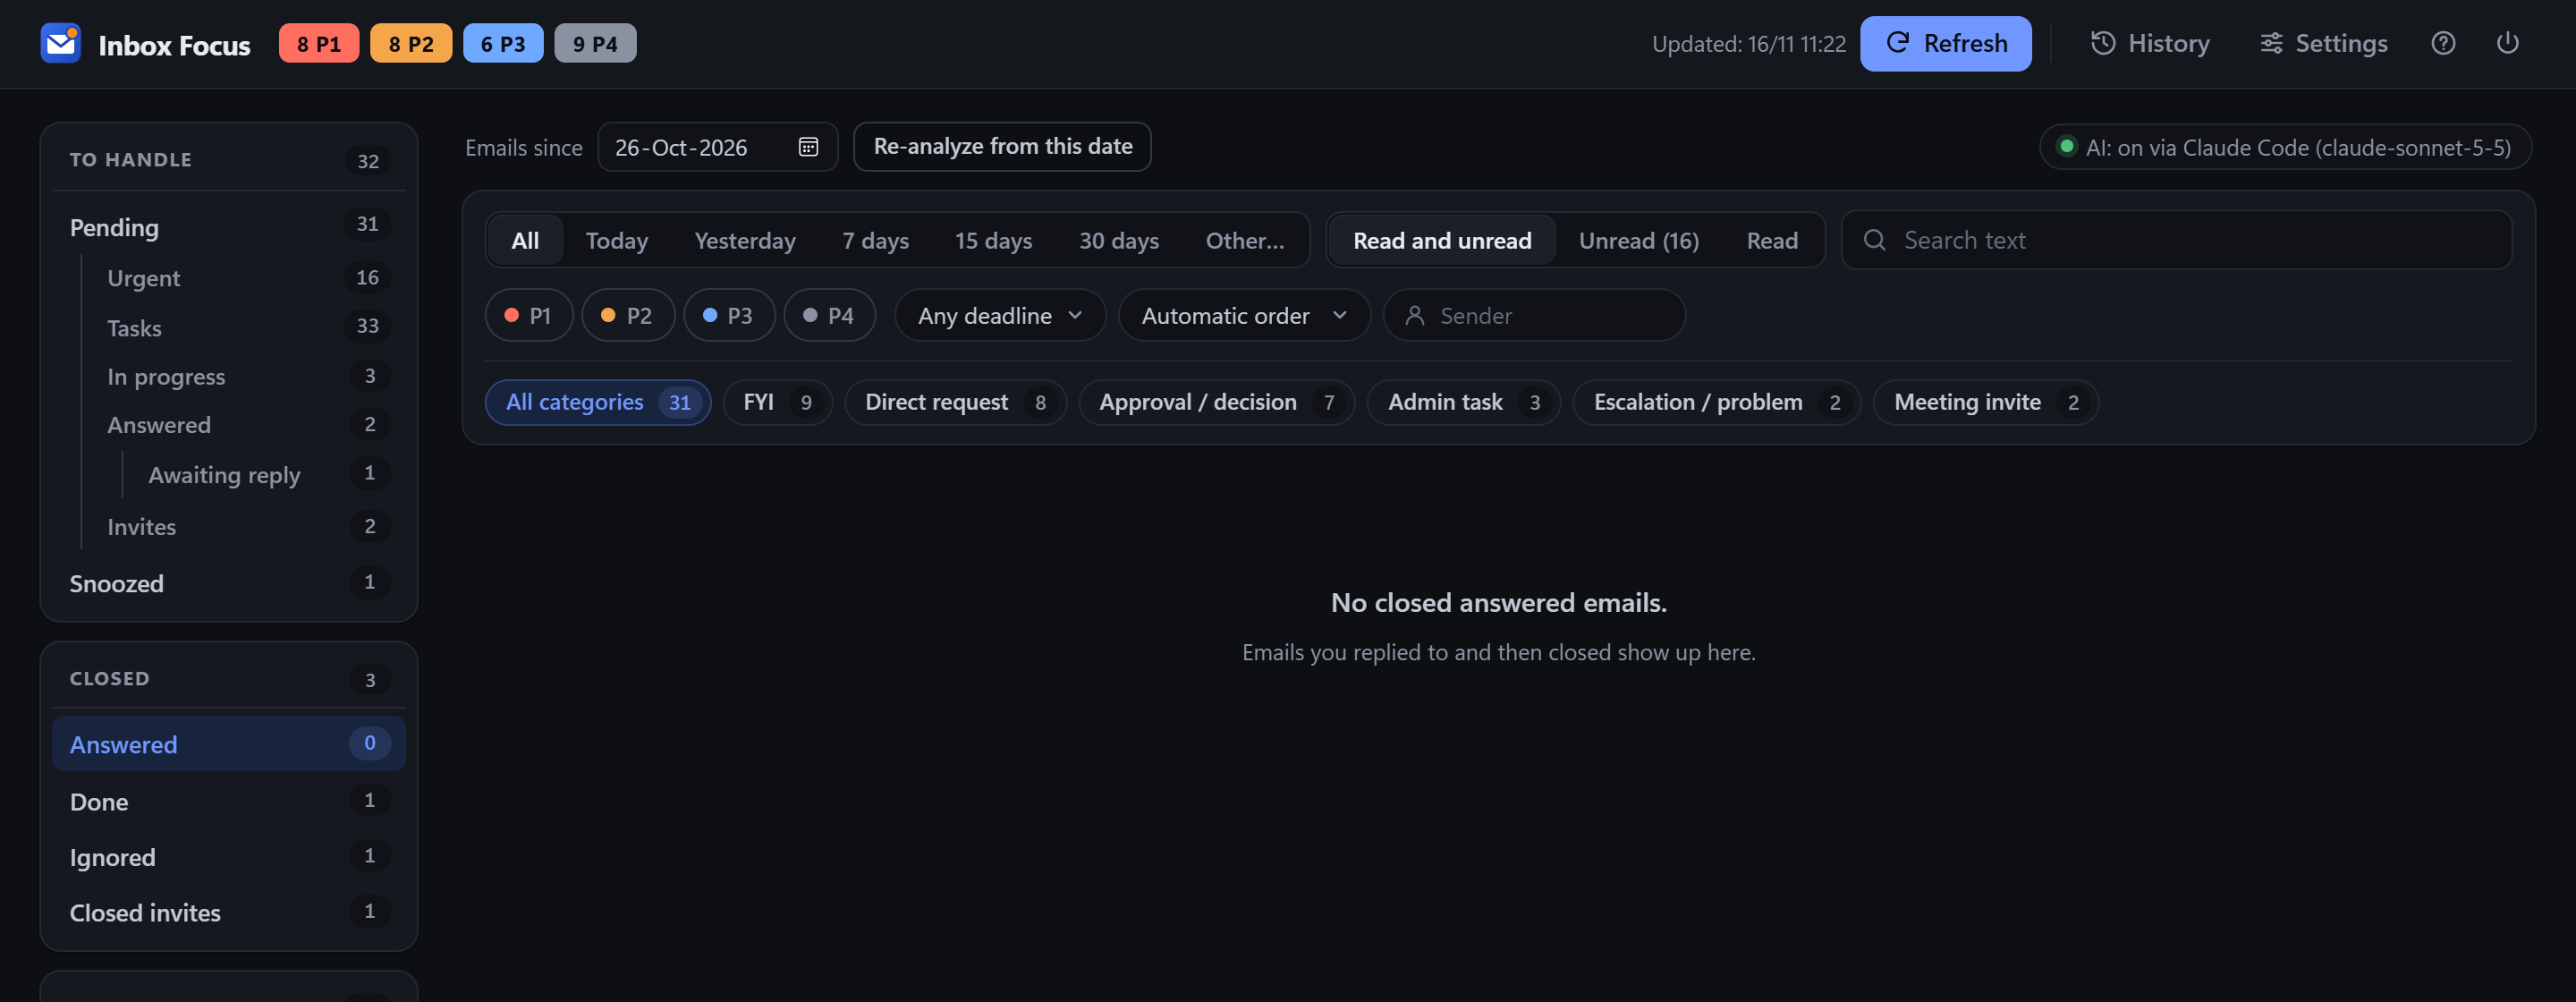 Inbox Focus
8 P1
8 P2
6 P3
9 P4
Updated: 16/11 11:22
Refresh
History
Settings
TO HANDLE 32
Pending 31
Urgent 16
Tasks 33
In progress 3
Answered 2
Awaiting reply 1
Invites 2
Snoozed 1
CLOSED 3
Answered 0
Done 1
Ignored 1
Closed invites 1
Emails since
26-Oct-2026
Re-analyze from this date
AI: on via Claude Code (claude-sonnet-5-5)
All
Today
Yesterday
7 days
15 days
30 days
Other...
Read and unread
Unread (16)
Read
Search text
P1
P2
P3
P4
Any deadline
Automatic order
Sender
All categories 31
FYI 9
Direct request 8
Approval / decision 7
Admin task 3
Escalation / problem 2
Meeting invite 2
No closed answered emails.
Emails you replied to and then closed show up here.